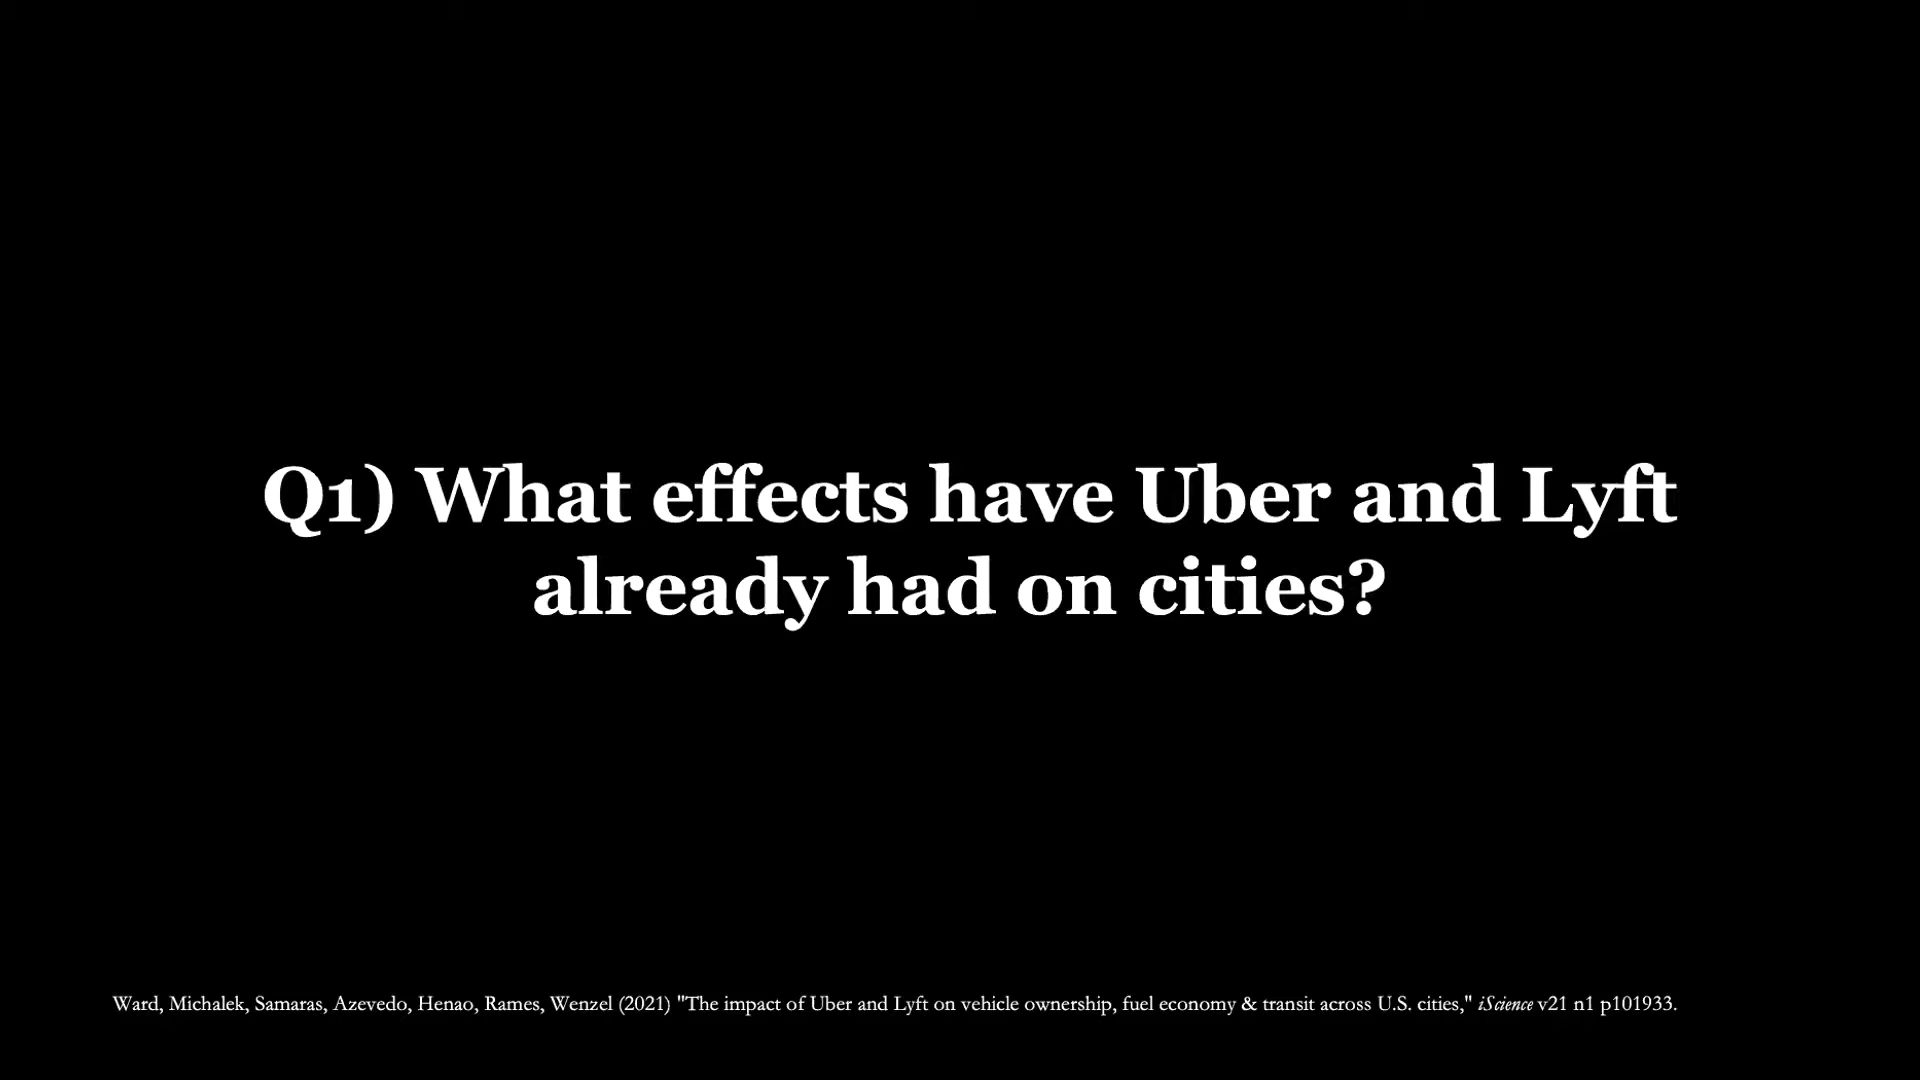 Q1) What effects have Uber and Lyft
already had on cities?
Ward, Michalek, Samaras, Azevedo, Henao, Rames, Wenzel (2021) "The impact of Uber and Lyft on vehicle ownership, fuel economy & transit across U.S. cities," iScience v21 n1 p101933.